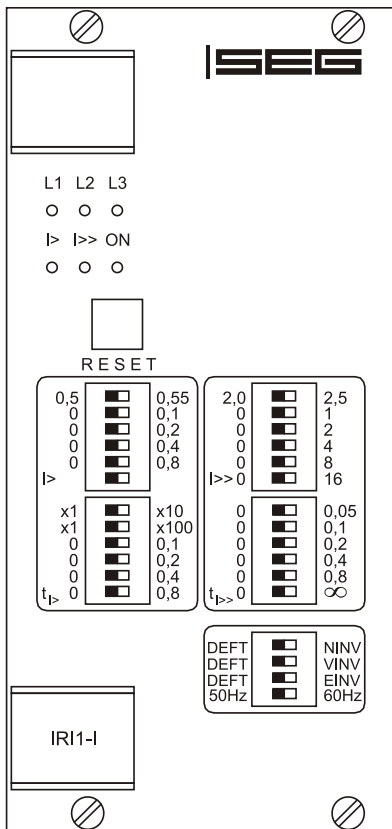 SEG
L1 L2 L3
I> I>> ON
RESET
0,5 0,55
0 0,1
0 0,2
0 0,4
0 0,8
I>
x1 x10
x1 x100
0 0,1
0 0,2
0 0,4
tI> 0 0,8
2,0 2,5
0 1
0 2
0 4
0 8
I>> 0 16
0 0,05
0 0,1
0 0,2
0 0,4
0 0,8
tI>> 0 ∞
DEFT NINV
DEFT VINV
DEFT EINV
50Hz 60Hz
IRI1-I